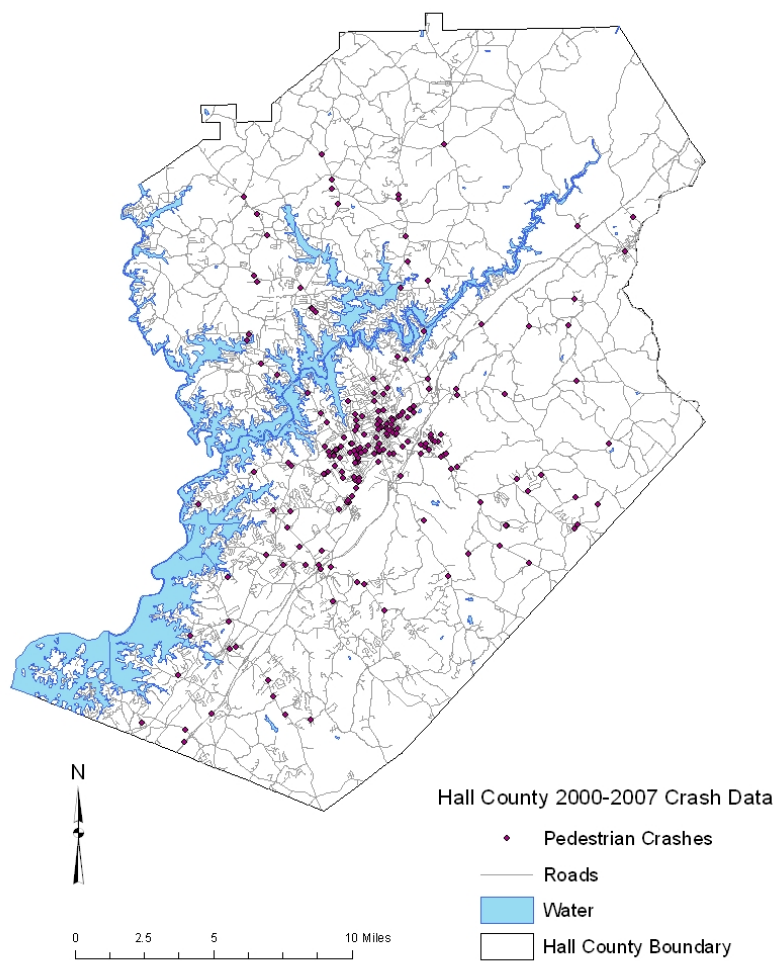 N
0 2.5 5 10 Miles
Hall County 2000-2007 Crash Data
Pedestrian Crashes
Roads
Water
Hall County Boundary